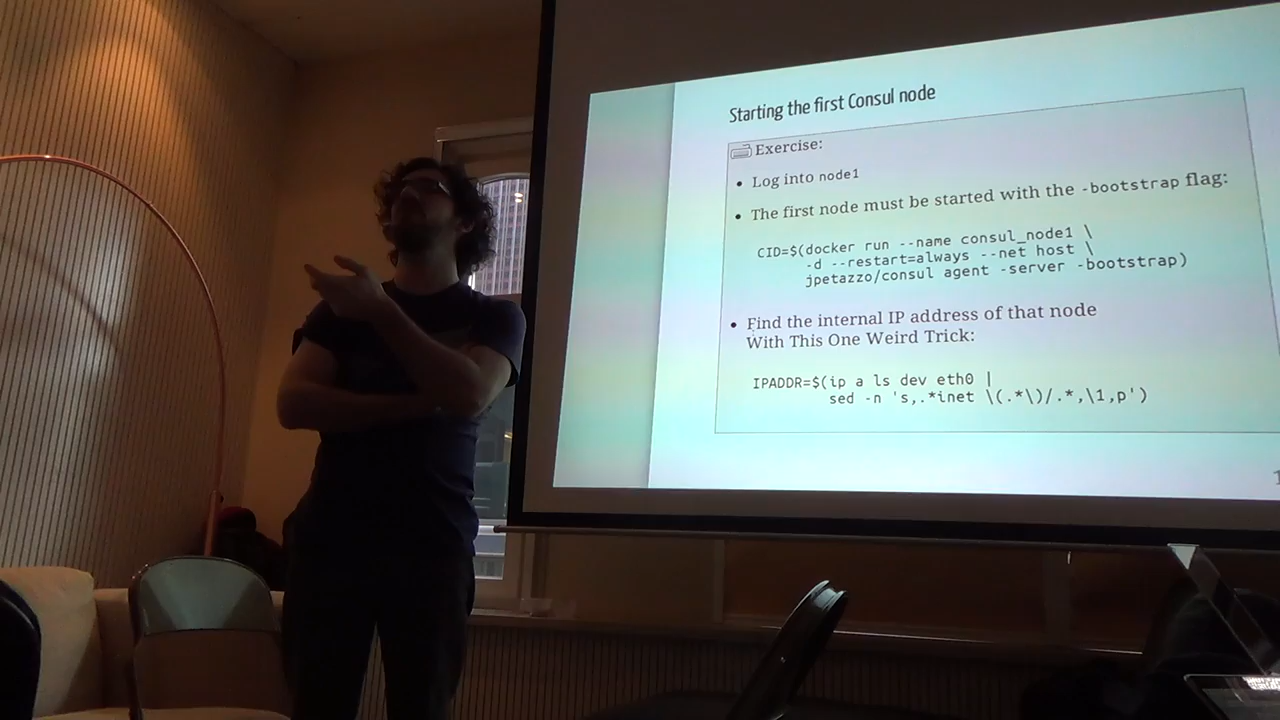 Starting the first Consul node
Exercise:
• Log into node1
• The first node must be started with the -bootstrap flag:
CID=$(docker run --name consul_node1 \
-d --restart=always --net host \
jpetazzo/consul agent -server -bootstrap)
• Find the internal IP address of that node
With This One Weird Trick:
IPADDR=$(ip a ls dev eth0 |
sed -n 's,.*inet \(.*\)/.*,\1,p')